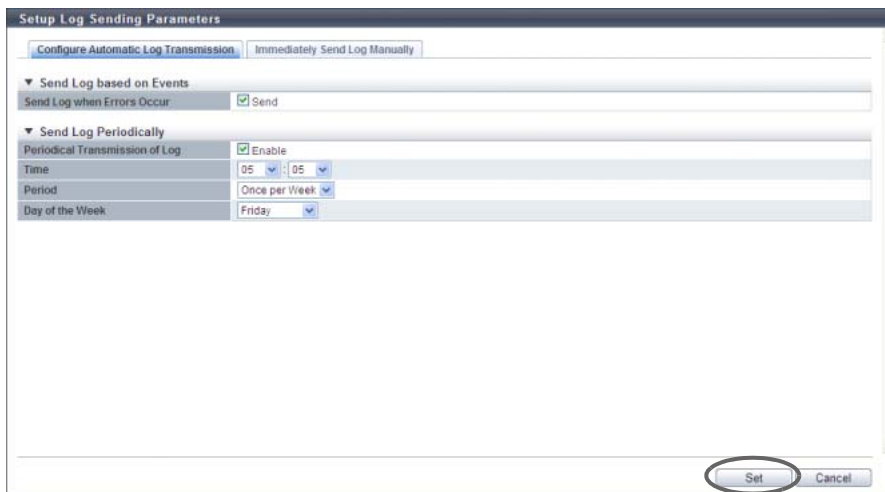 Setup Log Sending Parameters
Configure Automatic Log Transmission Immediately Send Log Manually
▼ Send Log based on Events
Send Log when Errors Occur Send
▼ Send Log Periodically
Periodical Transmission of Log Enable
Time 05 : 05
Period Once per Week
Day of the Week Friday
Set Cancel